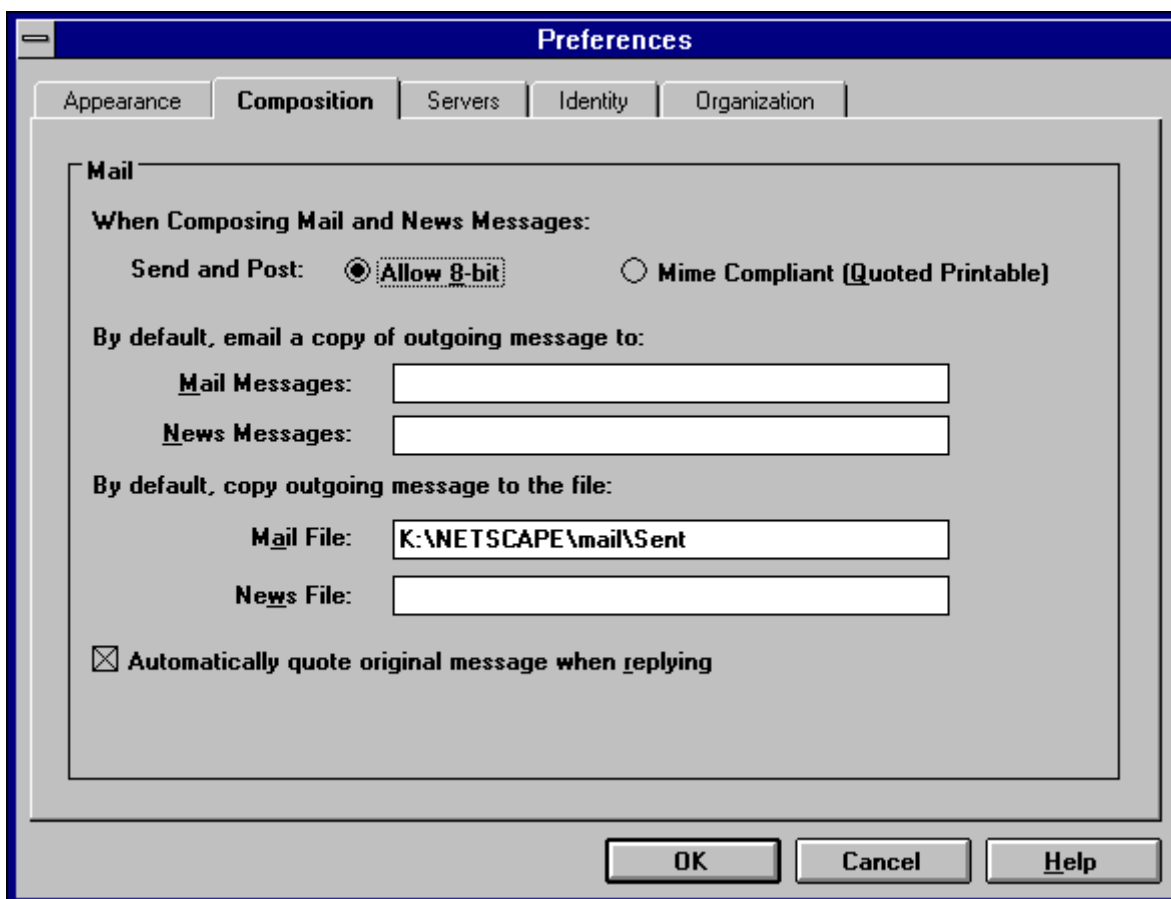 Preferences
Appearance Composition Servers Identity Organization
Mail
When Composing Mail and News Messages:
Send and Post: Allow 8-bit Mime Compliant (Quoted Printable)
By default, email a copy of outgoing message to:
Mail Messages:
News Messages:
By default, copy outgoing message to the file:
Mail File: K:\NETSCAPE\mail\Sent
News File:
Automatically quote original message when replying
OK Cancel Help